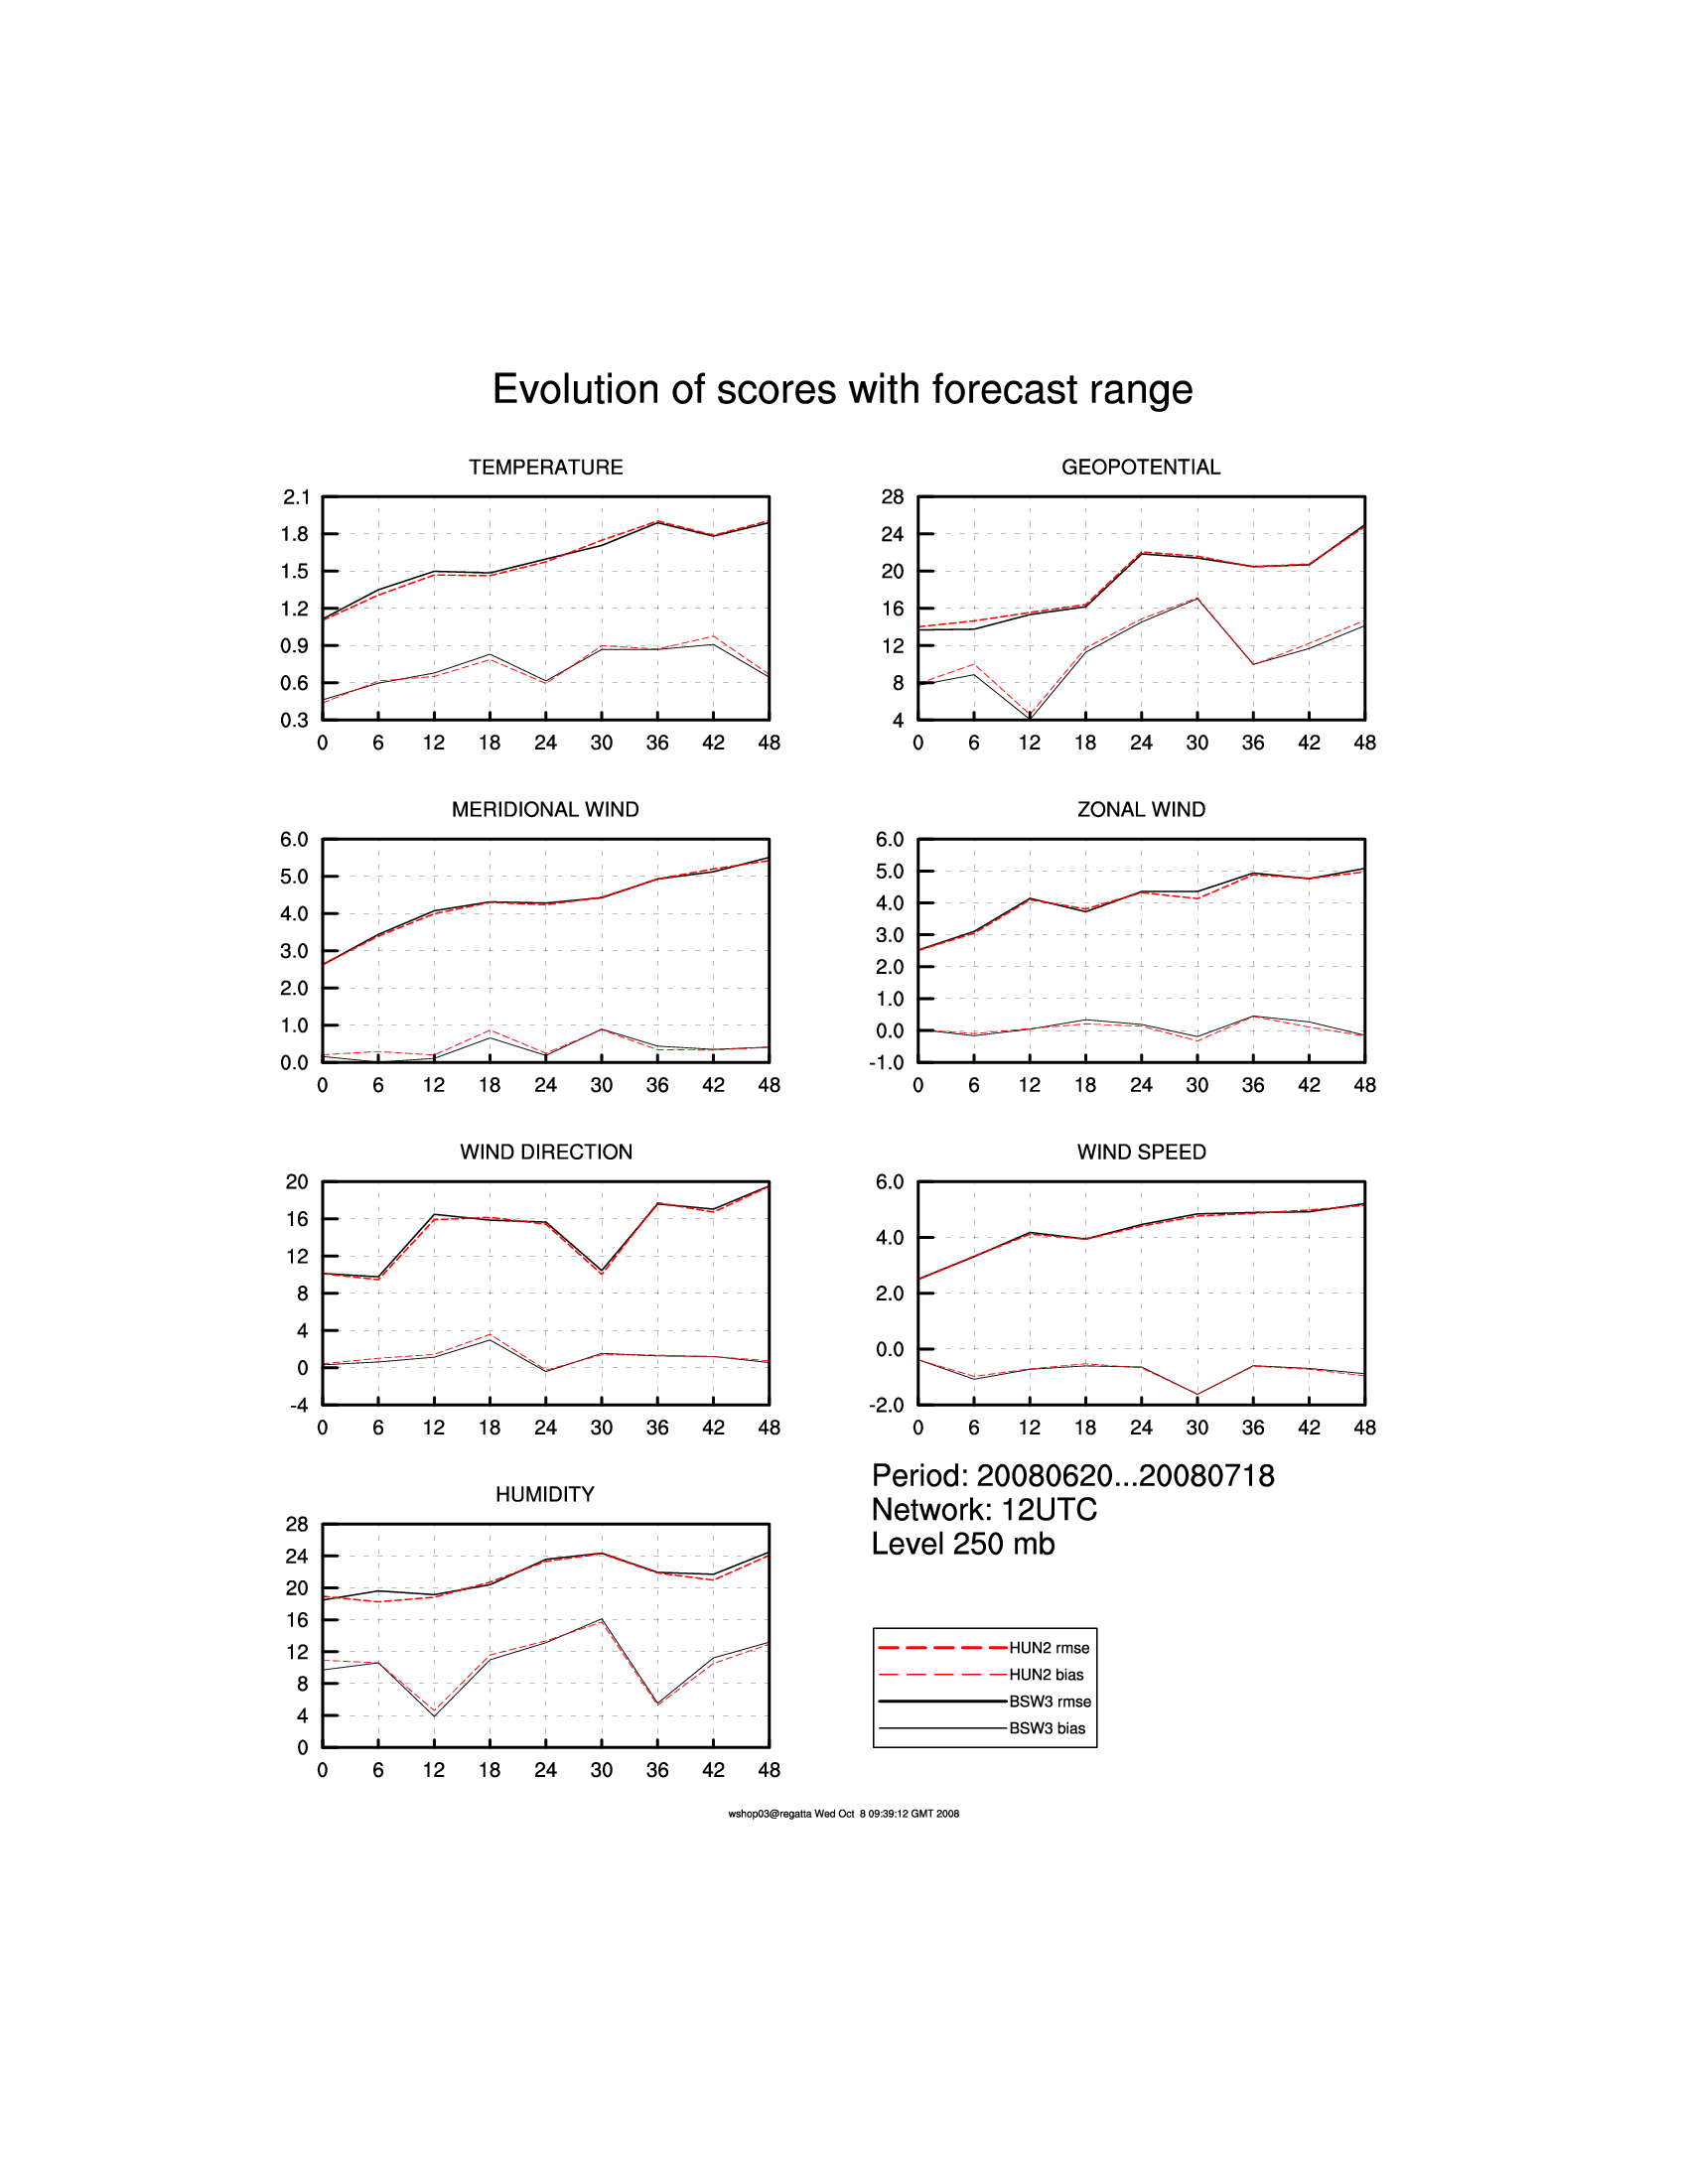 Evolution of scores with forecast range
TEMPERATURE
2.1
1.8
1.5
1.2
0.9
0.6
0.3
0 6 12 18 24 30 36 42 48
GEOPOTENTIAL
28
24
20
16
12
8
4
0 6 12 18 24 30 36 42 48
MERIDIONAL WIND
6.0
5.0
4.0
3.0
2.0
1.0
0.0
0 6 12 18 24 30 36 42 48
ZONAL WIND
6.0
5.0
4.0
3.0
2.0
1.0
0.0
-1.0
0 6 12 18 24 30 36 42 48
WIND DIRECTION
20
16
12
8
4
0
-4
0 6 12 18 24 30 36 42 48
WIND SPEED
6.0
4.0
2.0
0.0
-2.0
0 6 12 18 24 30 36 42 48
HUMIDITY
28
24
20
16
12
8
4
0
0 6 12 18 24 30 36 42 48
Period: 20080620...20080718
Network: 12UTC
Level 250 mb
HUN2 rmse
HUN2 bias
BSW3 rmse
BSW3 bias
wshop03@regatta Wed Oct 8 09:39:12 GMT 2008